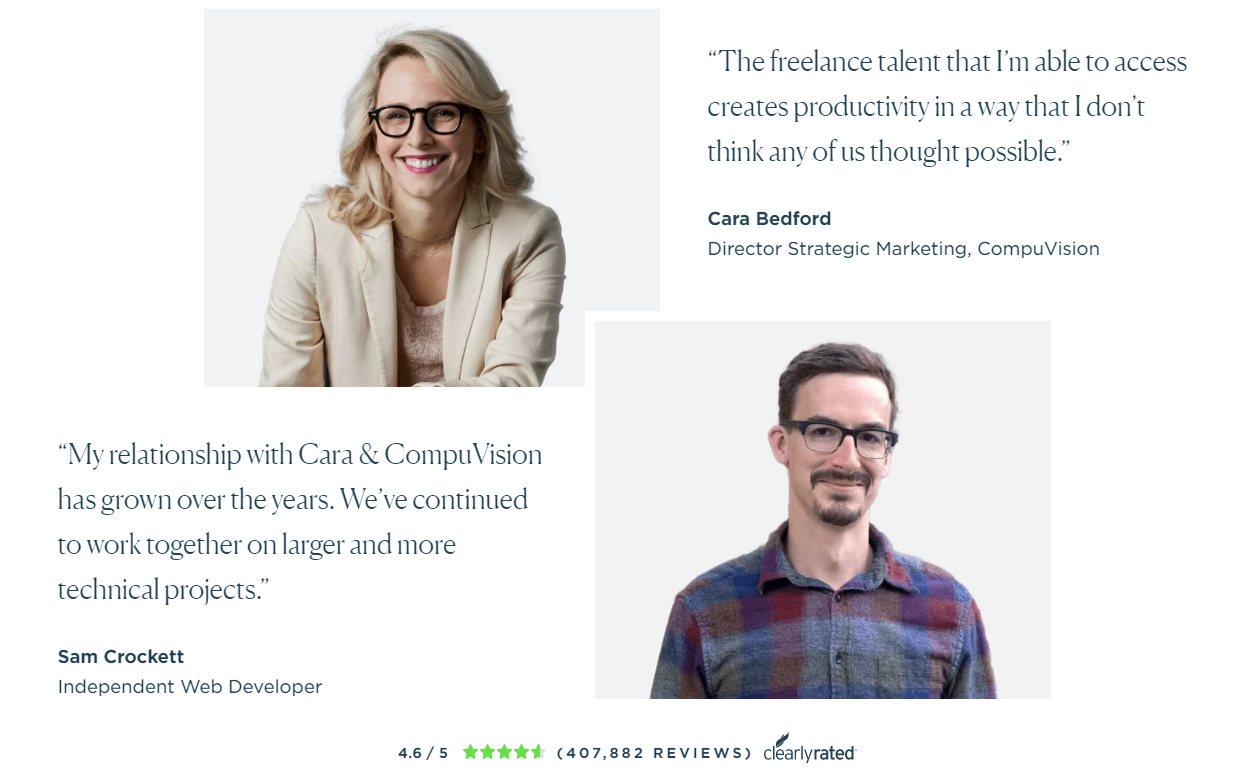 “The freelance talent that I’m able to access
creates productivity in a way that I don’t
think any of us thought possible.”
Cara Bedford
Director Strategic Marketing, CompuVision
“My relationship with Cara & CompuVision
has grown over the years. We’ve continued
to work together on larger and more
technical projects.”
Sam Crockett
Independent Web Developer
4.6 / 5 (407,882 REVIEWS) clearlyrated